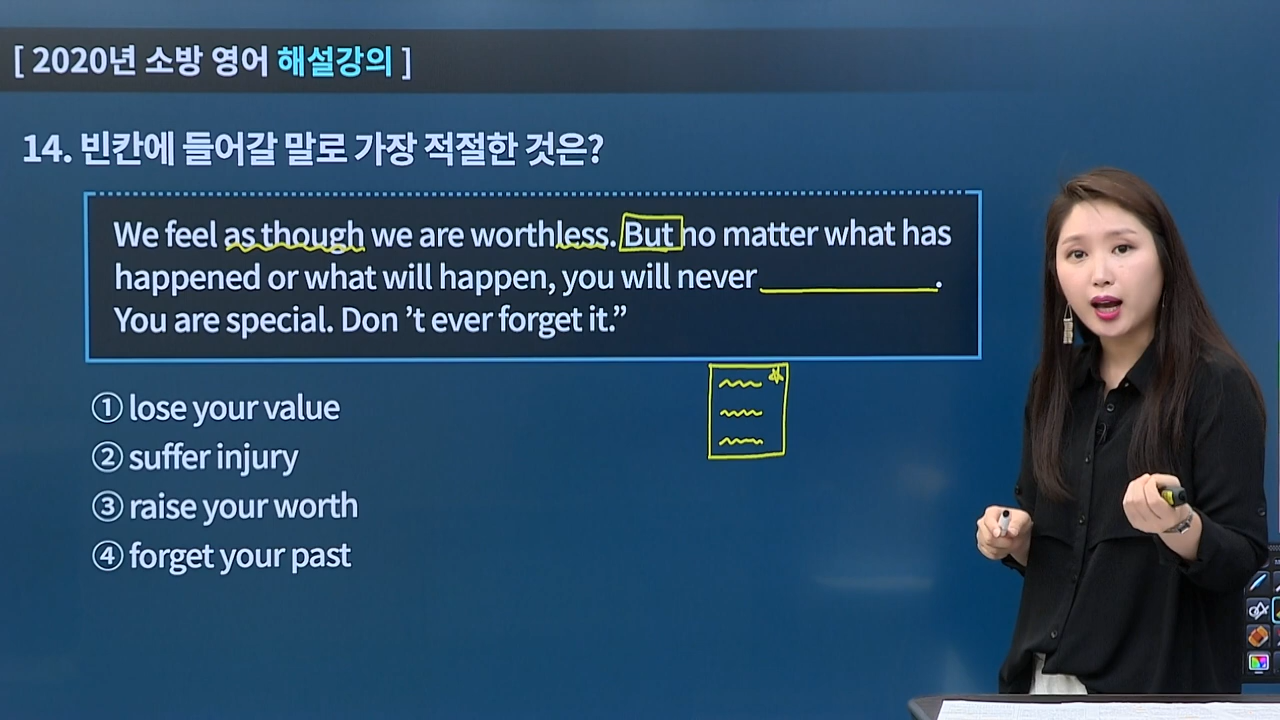 [ 2020년 소방 영어 해설강의 ]
14. 빈칸에 들어갈 말로 가장 적절한 것은?
We feel as though we are worthless. But no matter what has
happened or what will happen, you will never __________.
You are special. Don ’t ever forget it.”
① lose your value
② suffer injury
③ raise your worth
④ forget your past